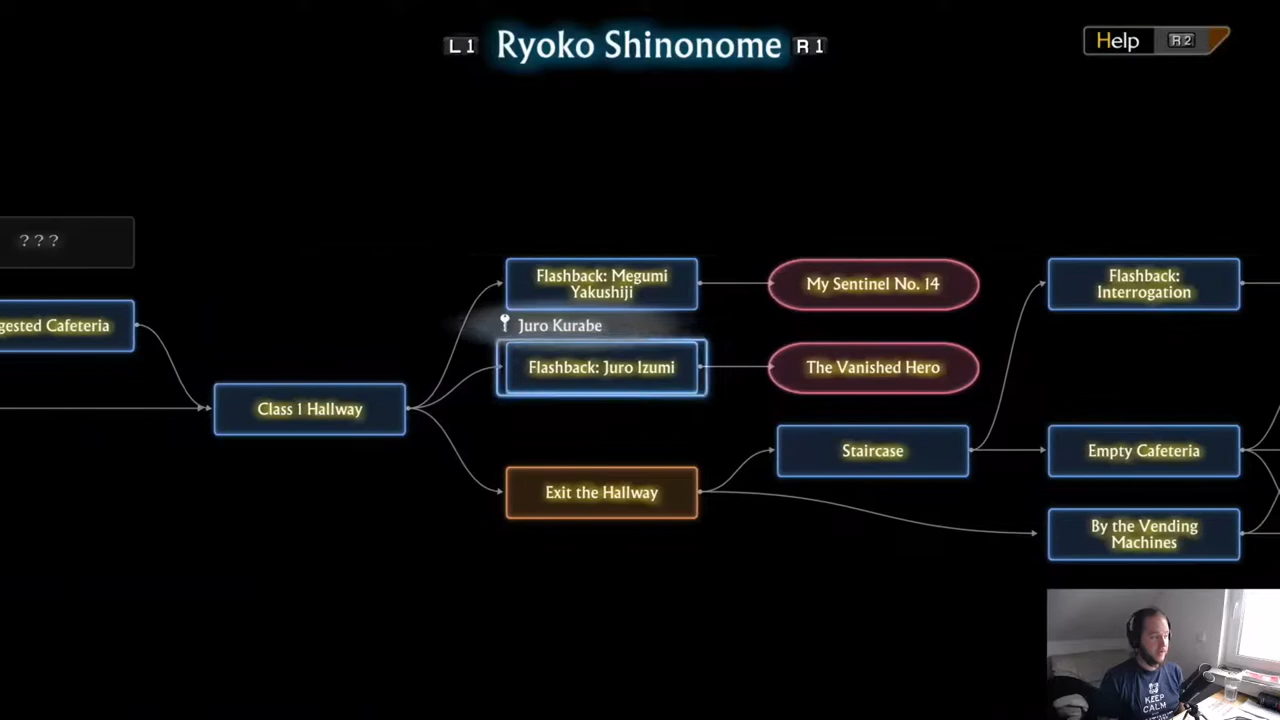 L1 Ryoko Shinonome R1
Help R2
? ? ?
Flashback: Megumi
Yakushiji
My Sentinel No. 14
Flashback:
Interrogation
gested Cafeteria
Juro Kurabe
Flashback: Juro Izumi
The Vanished Hero
Class 1 Hallway
Staircase
Empty Cafeteria
Exit the Hallway
By the Vending
Machines
KEEP
CALM